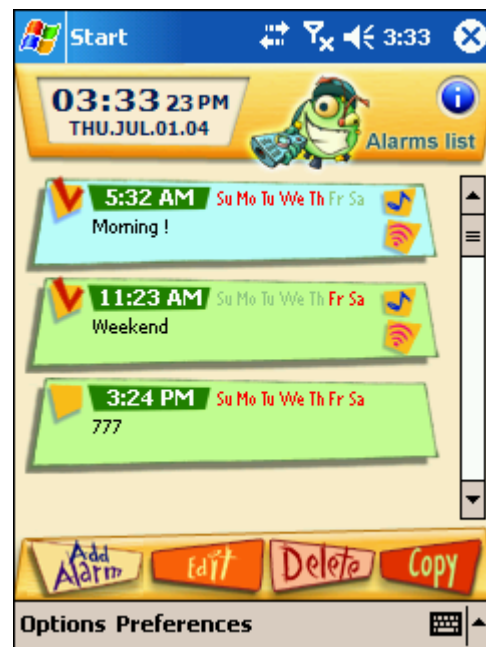 Start 3:33
03:33 23 PM
THU.JUL.01.04
Alarms list
5:32 AM Su Mo Tu We Th Fr Sa
Morning !
11:23 AM Su Mo Tu We Th Fr Sa
Weekend
3:24 PM Su Mo Tu We Th Fr Sa
777
Add Alarm Edit Delete Copy
Options Preferences